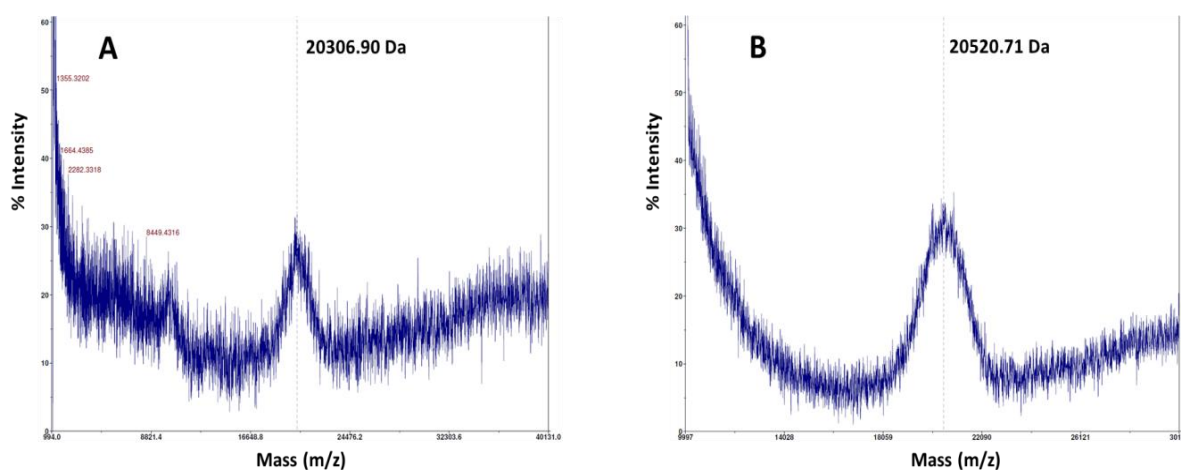 A
20306.90 Da
1355.3202
1664.4385
2282.3318
8449.4316
60
50
40
30
20
10
0
% Intensity
994.0 8821.4 16648.8 24476.2 32303.6 40131.0
Mass (m/z)
B
20520.71 Da
60
50
40
30
20
10
0
% Intensity
9997 14028 18059 22090 26121 301
Mass (m/z)